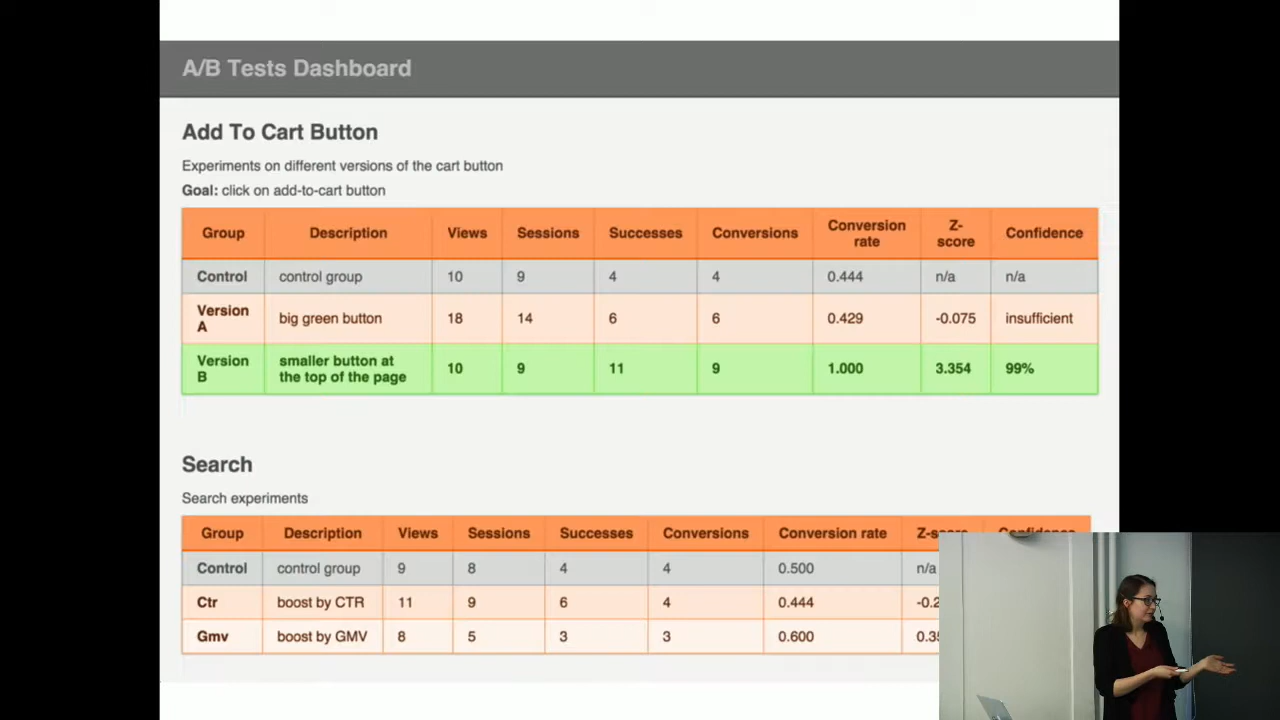 A/B Tests Dashboard
Add To Cart Button
Experiments on different versions of the cart button
Goal: click on add-to-cart button
Group Description Views Sessions Successes Conversions Conversion rate Z-score Confidence
Control control group 10 9 4 4 0.444 n/a n/a
Version A big green button 18 14 6 6 0.429 -0.075 insufficient
Version B smaller button at the top of the page 10 9 11 9 1.000 3.354 99%
Search
Search experiments
Group Description Views Sessions Successes Conversions Conversion rate Z-score Confidence
Control control group 9 8 4 4 0.500 n/a
Ctr boost by CTR 11 9 6 4 0.444
Gmv boost by GMV 8 5 3 3 0.600